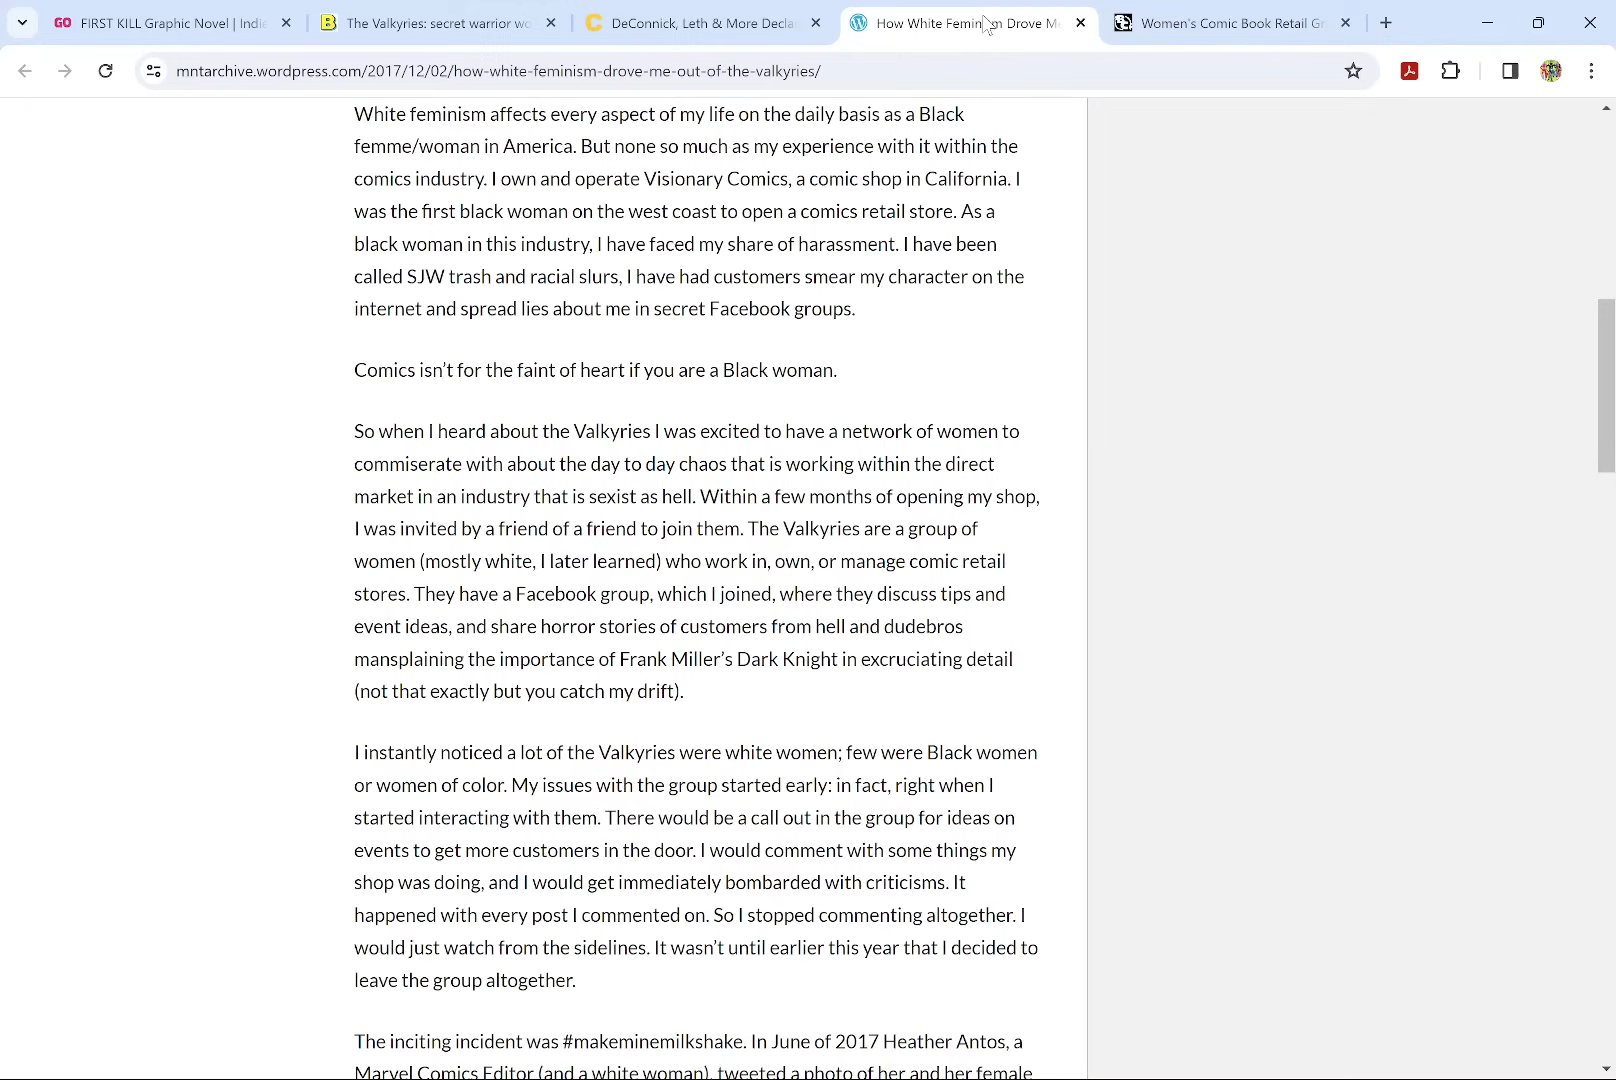 FIRST KILL Graphic Novel | Indie
The Valkyries: secret warrior wo
DeConnick, Leth & More Decla
How White Feminism Drove Me
Women's Comic Book Retail Gr
mntarchive.wordpress.com/2017/12/02/how-white-feminism-drove-me-out-of-the-valkyries/
White feminism affects every aspect of my life on the daily basis as a Black
femme/woman in America. But none so much as my experience with it within the
comics industry. I own and operate Visionary Comics, a comic shop in California. I
was the first black woman on the west coast to open a comics retail store. As a
black woman in this industry, I have faced my share of harassment. I have been
called SJW trash and racial slurs, I have had customers smear my character on the
internet and spread lies about me in secret Facebook groups.
Comics isn't for the faint of heart if you are a Black woman.
So when I heard about the Valkyries I was excited to have a network of women to
commiserate with about the day to day chaos that is working within the direct
market in an industry that is sexist as hell. Within a few months of opening my shop,
I was invited by a friend of a friend to join them. The Valkyries are a group of
women (mostly white, I later learned) who work in, own, or manage comic retail
stores. They have a Facebook group, which I joined, where they discuss tips and
event ideas, and share horror stories of customers from hell and dudebros
mansplaining the importance of Frank Miller's Dark Knight in excruciating detail
(not that exactly but you catch my drift).
I instantly noticed a lot of the Valkyries were white women; few were Black women
or women of color. My issues with the group started early: in fact, right when I
started interacting with them. There would be a call out in the group for ideas on
events to get more customers in the door. I would comment with some things my
shop was doing, and I would get immediately bombarded with criticisms. It
happened with every post I commented on. So I stopped commenting altogether. I
would just watch from the sidelines. It wasn't until earlier this year that I decided to
leave the group altogether.
The inciting incident was #makeminemilkshake. In June of 2017 Heather Antos, a
Marvel Comics Editor (and a white woman), tweeted a photo of her and her female